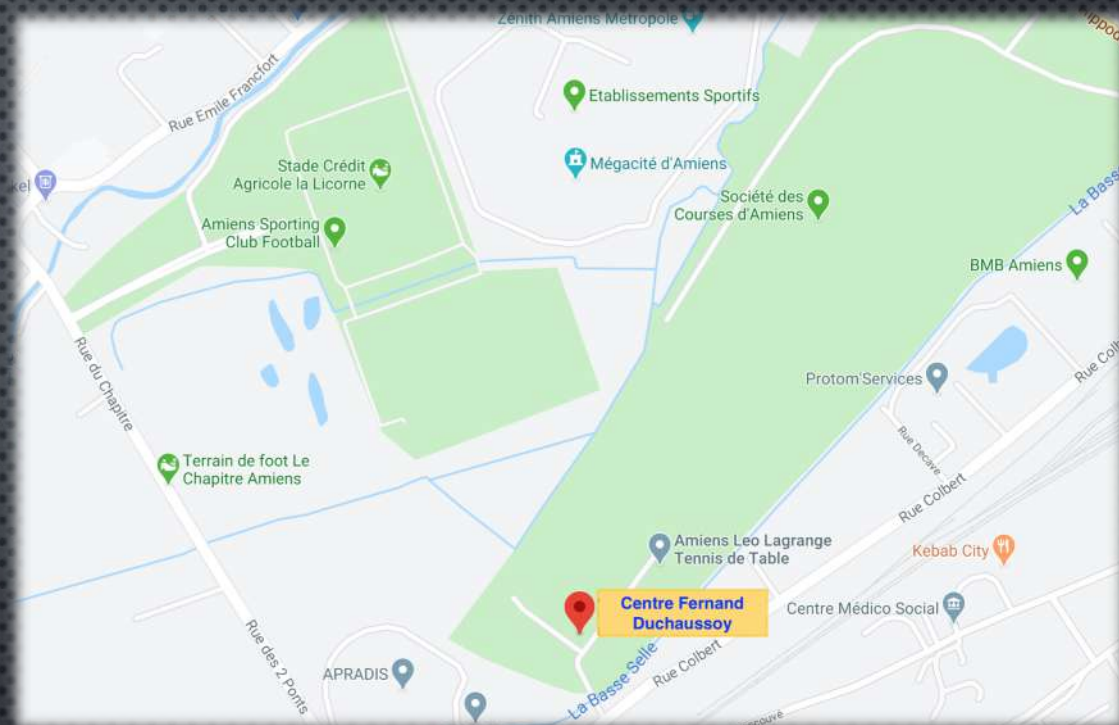 Zénith Amiens Métropole
Rue Emile Francfort
Etablissements Sportifs
Stade Crédit
Agricole la Licorne
Mégacité d'Amiens
Société des
Courses d'Amiens
La Basse
Amiens Sporting
Club Football
BMB Amiens
Rue du Chapitre
Protom'Services
Rue Colb
Rue Decave
Terrain de foot Le
Chapitre Amiens
Rue Colbert
Amiens Leo Lagrange
Tennis de Table
Kebab City
Centre Fernand
Duchaussoy
Centre Médico Social
Rue des 2 Ponts
APRADIS
La Basse Selle
Rue Colbert